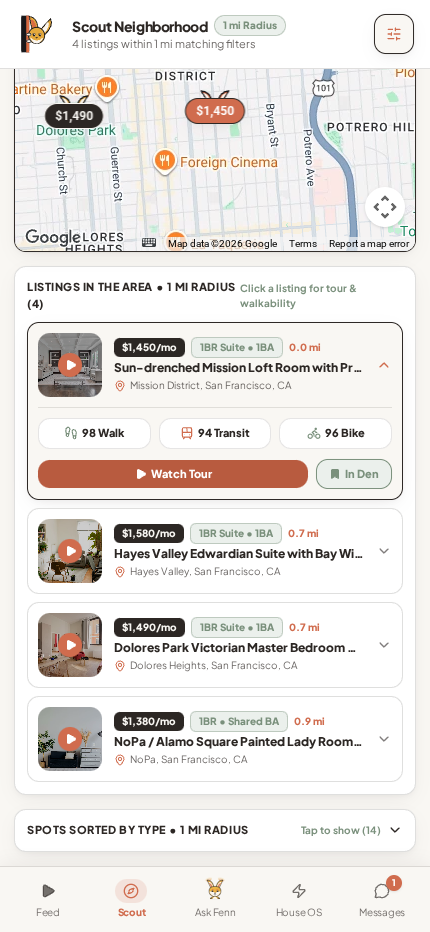 Scout Neighborhood
1 mi Radius
4 listings within 1 mi matching filters
artine Bakery
DISTRICT
101
$1,490
$1,450
Dolores Park
Bryant St
Potrero Ave
POTRERO HIL
Church St
Guerrero St
Foreign Cinema
Google
LORES
HEIGHTS
Map data ©2026 Google
Terms
Report a map error
To
LISTINGS IN THE AREA • 1 MI RADIUS (4)
Click a listing for tour &
walkability
$1,450/mo
1BR Suite • 1BA
0.0 mi
Sun-drenched Mission Loft Room with Pr...
Mission District, San Francisco, CA
98 Walk
94 Transit
96 Bike
Watch Tour
In Den
$1,580/mo
1BR Suite • 1BA
0.7 mi
Hayes Valley Edwardian Suite with Bay Wi...
Hayes Valley, San Francisco, CA
$1,490/mo
1BR Suite • 1BA
0.7 mi
Dolores Park Victorian Master Bedroom ...
Dolores Heights, San Francisco, CA
$1,380/mo
1BR • Shared BA
0.9 mi
NoPa / Alamo Square Painted Lady Room...
NoPa, San Francisco, CA
SPOTS SORTED BY TYPE • 1 MI RADIUS
Tap to show (14)
1
Feed
Scout
Ask Fenn
House OS
Messages